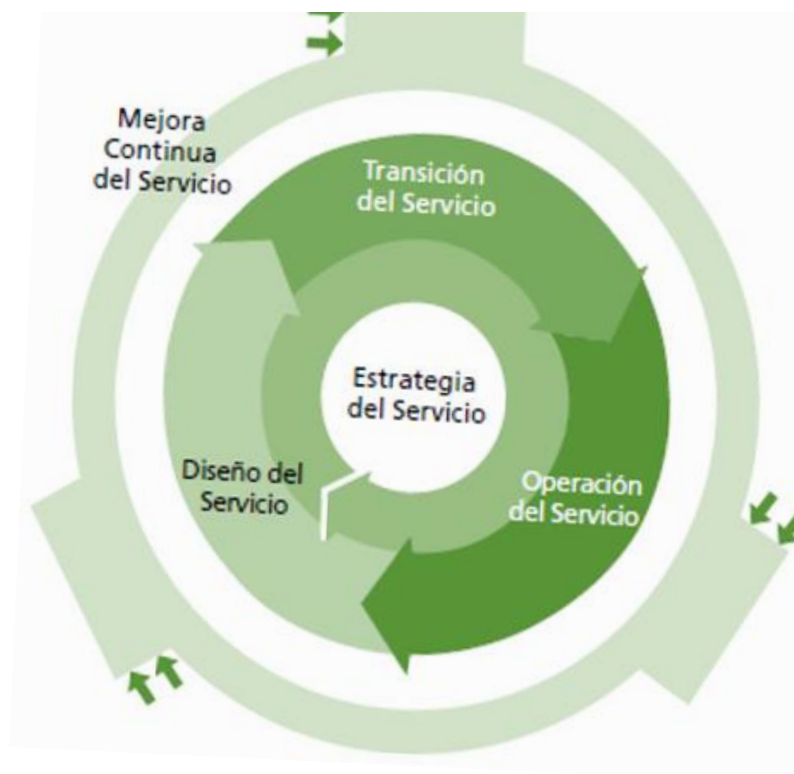 Mejora
Continua
del Servicio
Transición
del Servicio
Estrategia
del Servicio
Diseño del
Servicio
Operación
del Servicio